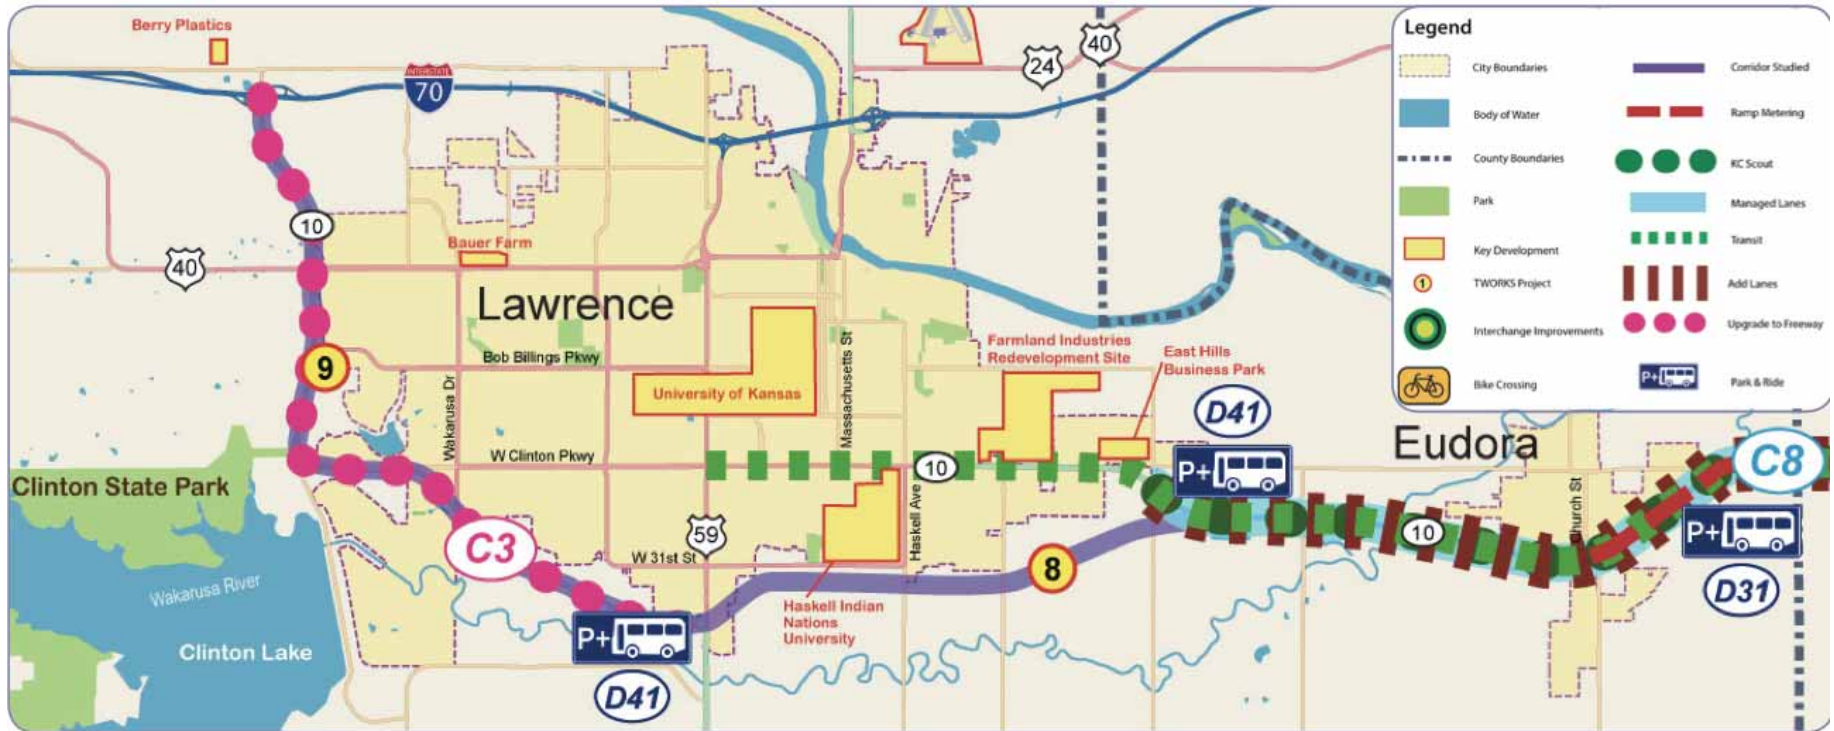 Berry Plastics
INTERSTATE
70
24
40
10
40
Bauer Farm
Lawrence
9
Bob Billings Pkwy
University of Kansas
Massachusetts St
Wakarusa Dr
W Clinton Pkwy
Farmland Industries
Redevelopment Site
East Hills
Business Park
D41
P+
10
Haskell Ave
Clinton State Park
C3
59
W 31st St
8
Haskell Indian
Nations
University
Wakarusa River
Clinton Lake
P+
D41
Eudora
Church St
10
C8
P+
D31
Legend
City Boundaries
Body of Water
County Boundaries
Park
Key Development
1
TWORKS Project
Interchange Improvements
Bike Crossing
Corridor Studied
Ramp Metering
KC Scout
Managed Lanes
Transit
Add Lanes
Upgrade to Freeway
P+
Park & Ride